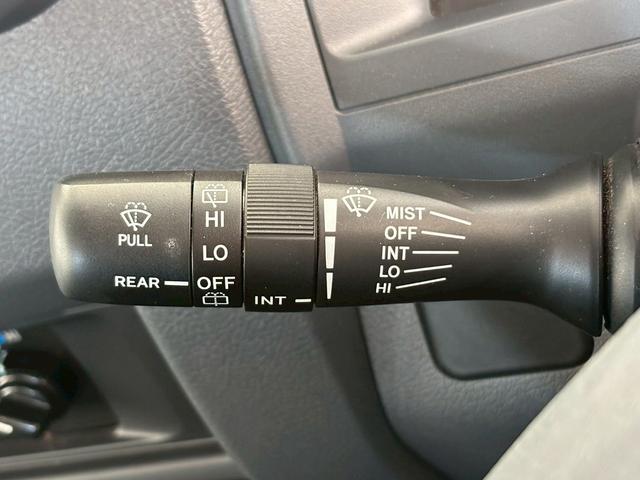 PULL
REAR
HI
LO
OFF
INT
MIST
OFF
INT
LO
HI